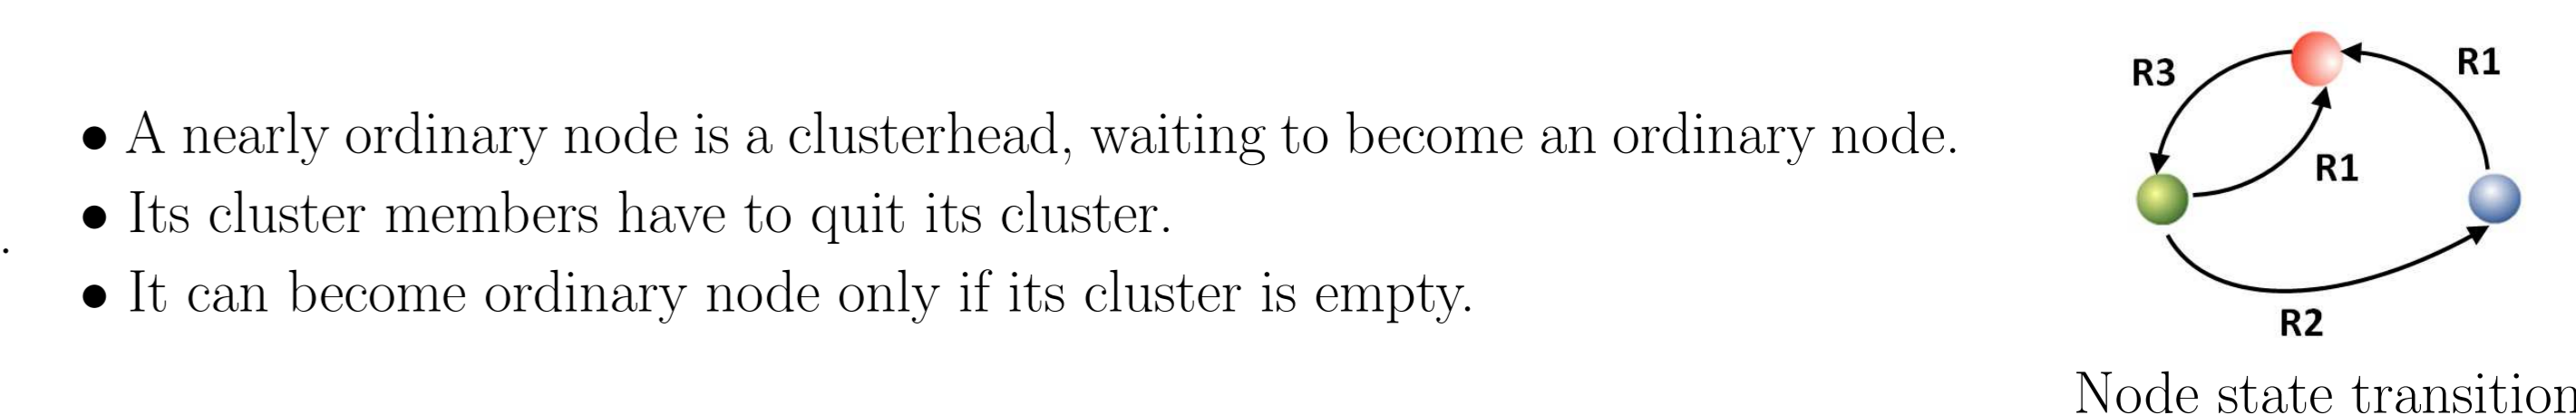 • A nearly ordinary node is a clusterhead, waiting to become an ordinary node.
• Its cluster members have to quit its cluster.
.
• It can become ordinary node only if its cluster is empty.
R3
R1
R1
R2
Node state transition